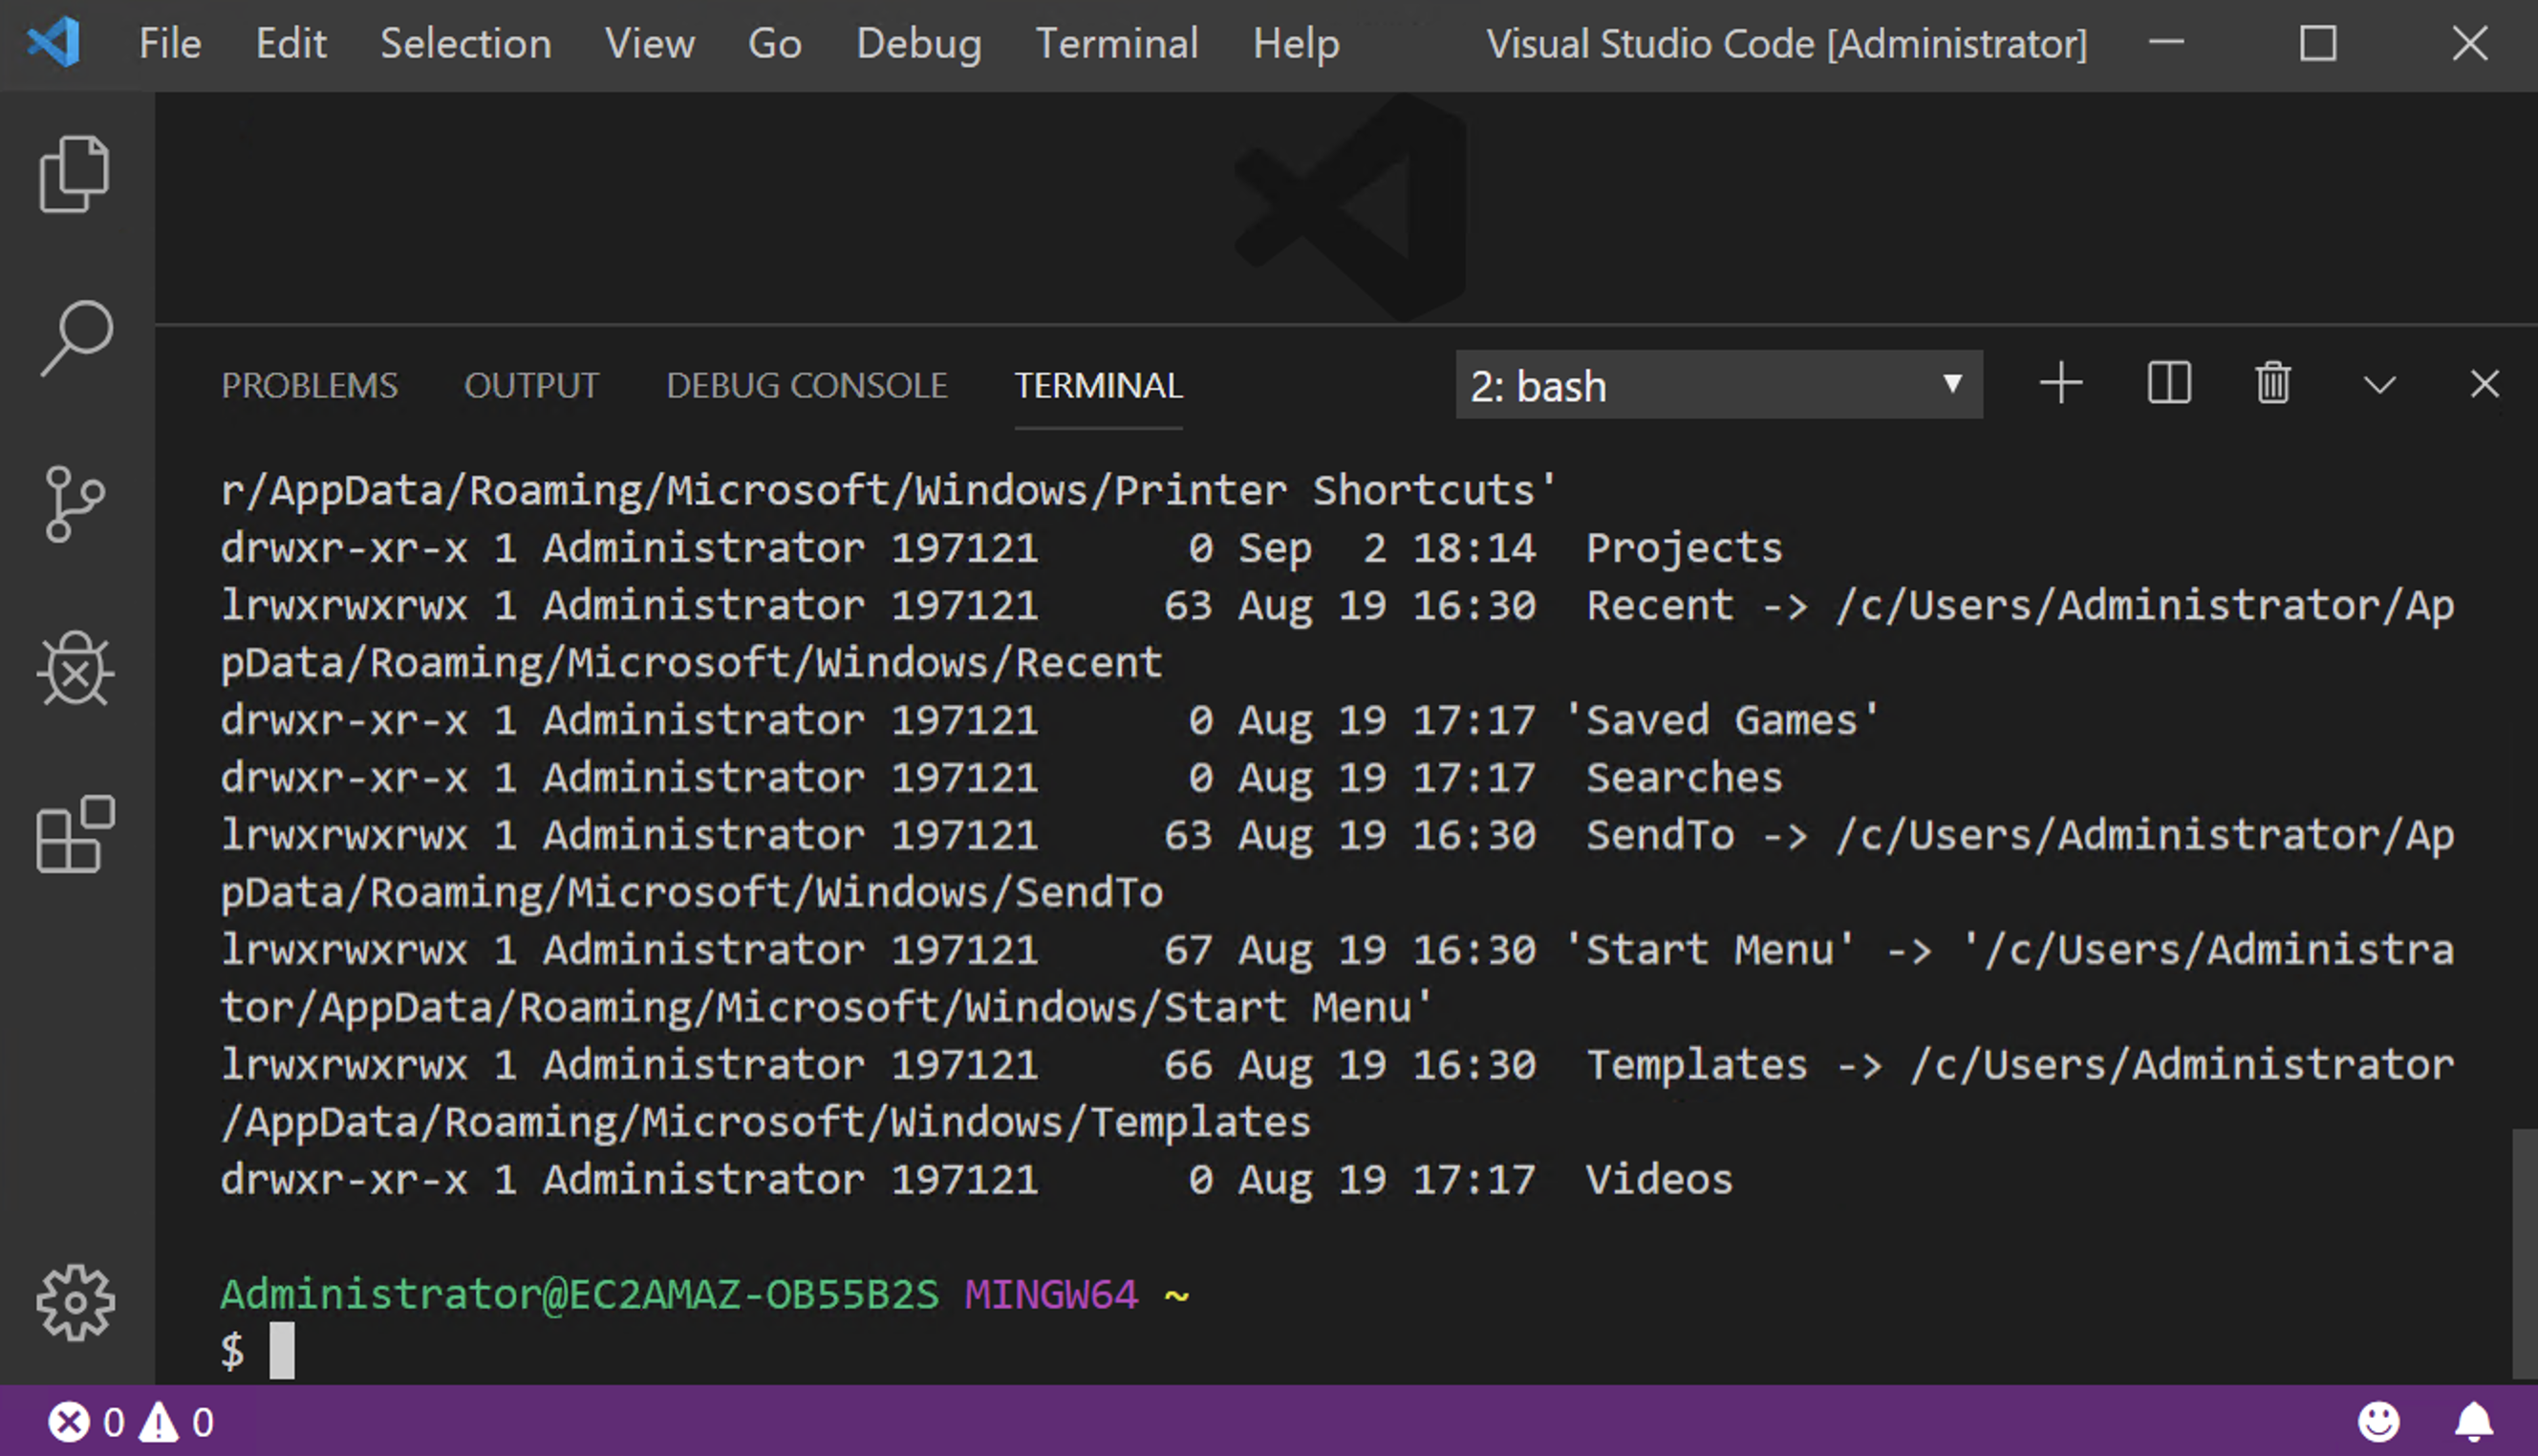 File Edit Selection View Go Debug Terminal Help Visual Studio Code [Administrator]
PROBLEMS OUTPUT DEBUG CONSOLE TERMINAL 2: bash
r/AppData/Roaming/Microsoft/Windows/Printer Shortcuts'
drwxr-xr-x 1 Administrator 197121      0 Sep  2 18:14  Projects
lrwxrwxrwx 1 Administrator 197121     63 Aug 19 16:30  Recent -> /c/Users/Administrator/Ap
pData/Roaming/Microsoft/Windows/Recent
drwxr-xr-x 1 Administrator 197121      0 Aug 19 17:17 'Saved Games'
drwxr-xr-x 1 Administrator 197121      0 Aug 19 17:17  Searches
lrwxrwxrwx 1 Administrator 197121     63 Aug 19 16:30  SendTo -> /c/Users/Administrator/Ap
pData/Roaming/Microsoft/Windows/SendTo
lrwxrwxrwx 1 Administrator 197121     67 Aug 19 16:30 'Start Menu' -> '/c/Users/Administra
tor/AppData/Roaming/Microsoft/Windows/Start Menu'
lrwxrwxrwx 1 Administrator 197121     66 Aug 19 16:30  Templates -> /c/Users/Administrator
/AppData/Roaming/Microsoft/Windows/Templates
drwxr-xr-x 1 Administrator 197121      0 Aug 19 17:17  Videos
Administrator@EC2AMAZ-OB55B2S MINGW64 ~
$
0 0